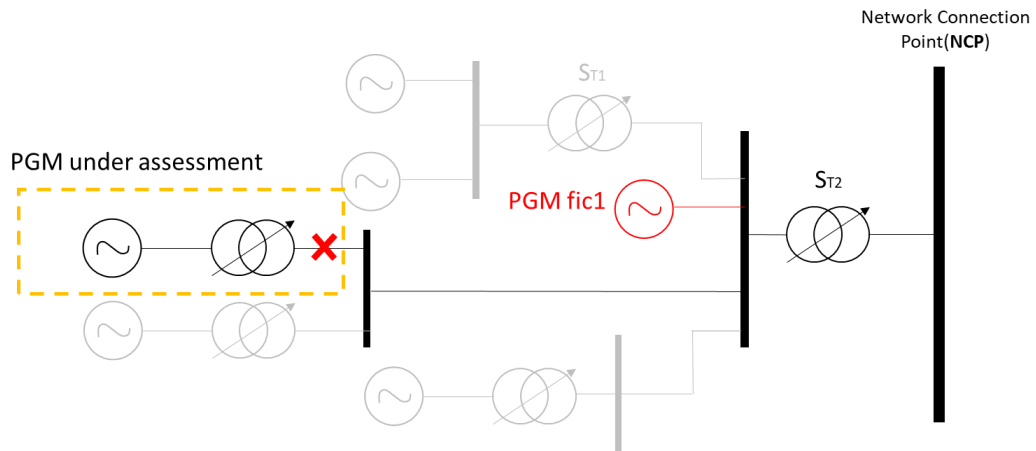 Network Connection
Point(NCP)
ST1
PGM under assessment
ST2
PGM fic1